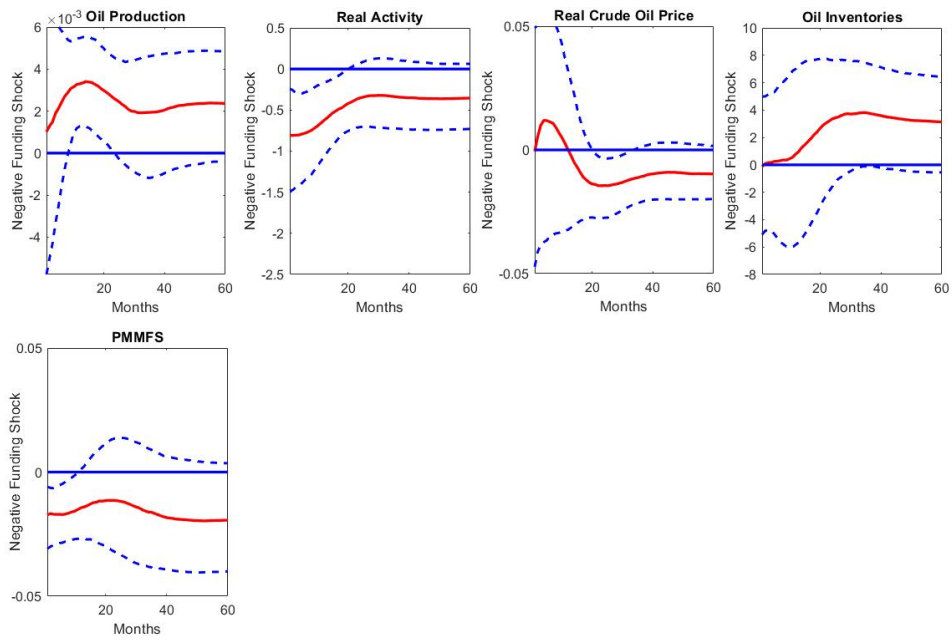 ×10⁻³ Oil Production
Negative Funding Shock
6
4
2
0
-2
-4
20 40 60
Months
Real Activity
Negative Funding Shock
0.5
0
-0.5
-1
-1.5
-2
-2.5
20 40 60
Months
Real Crude Oil Price
Negative Funding Shock
0.05
0
-0.05
20 40 60
Months
Oil Inventories
Negative Funding Shock
10
8
6
4
2
0
-2
-4
-6
-8
20 40 60
Months
PMMFS
Negative Funding Shock
0.05
0
-0.05
20 40 60
Months